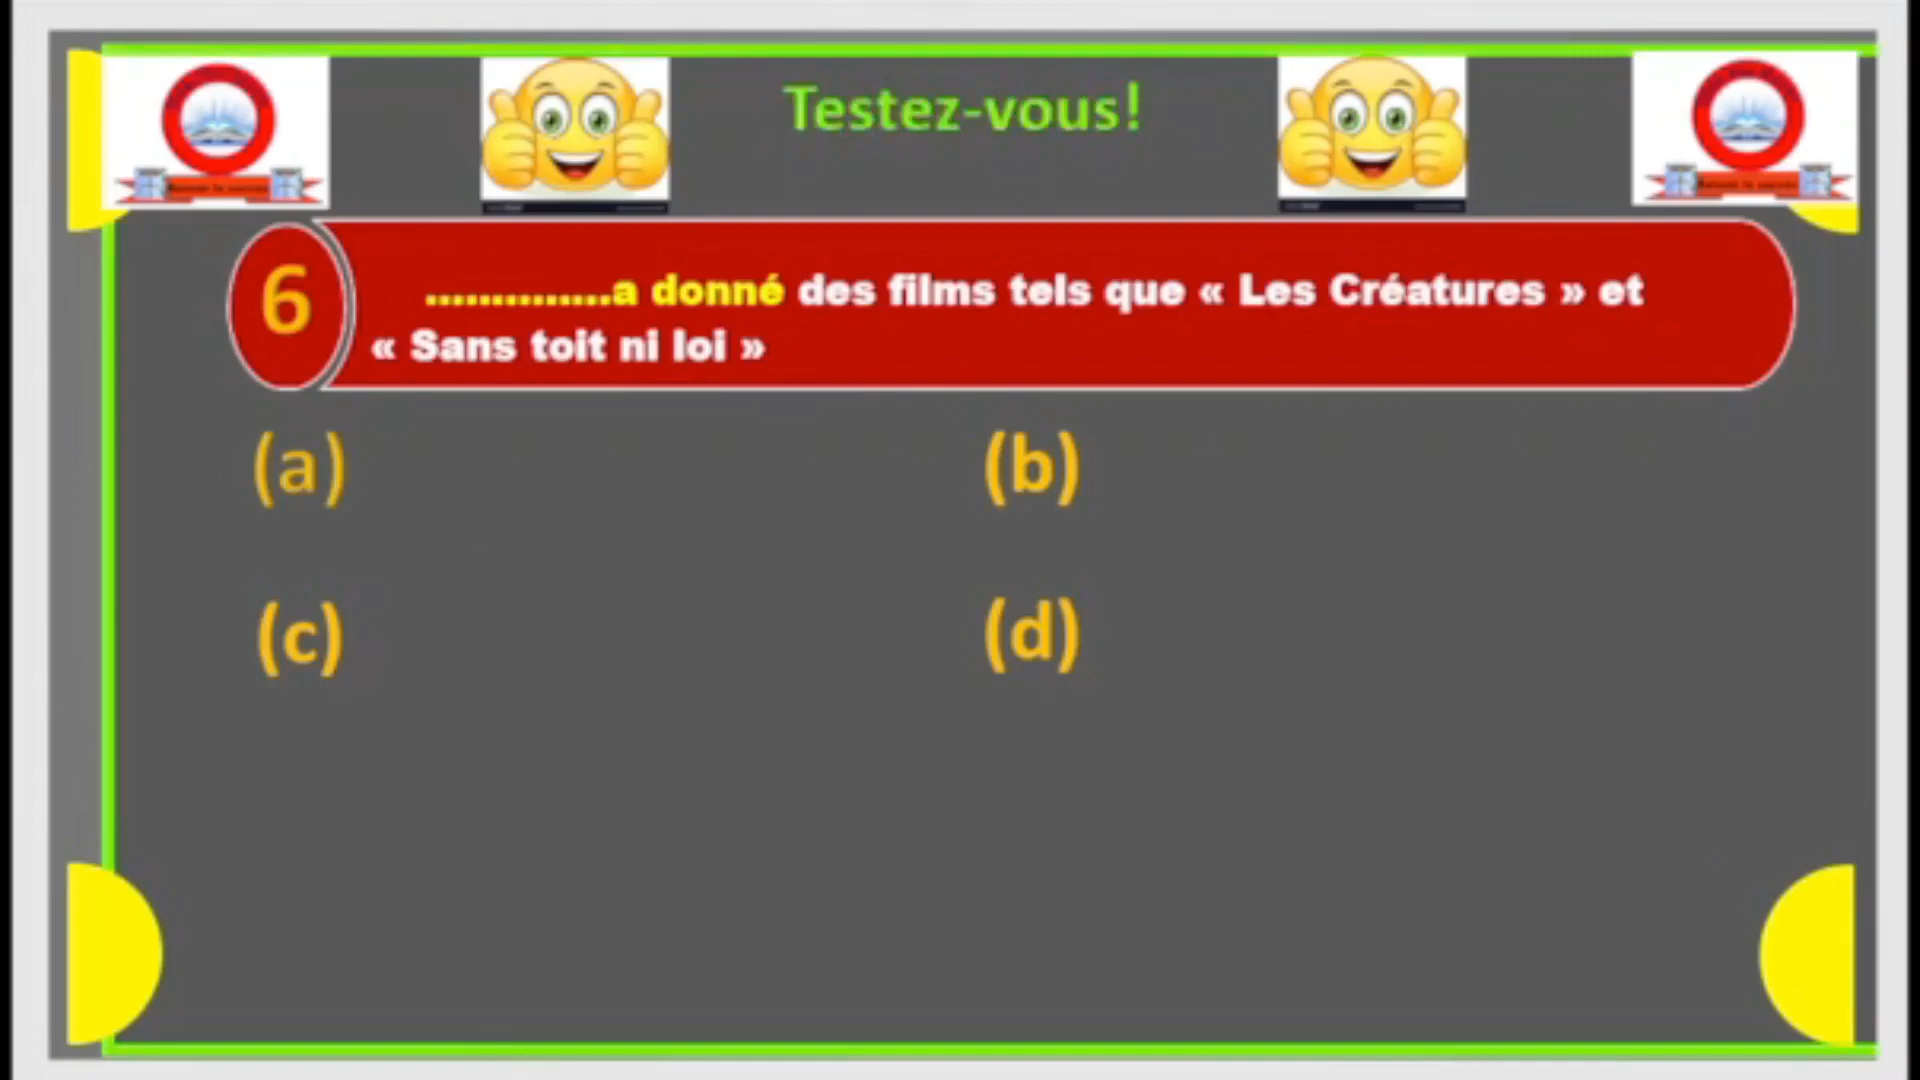 Testez-vous!
6
..............a donné des films tels que « Les Créatures » et
« Sans toit ni loi »
(a)
(b)
(c)
(d)